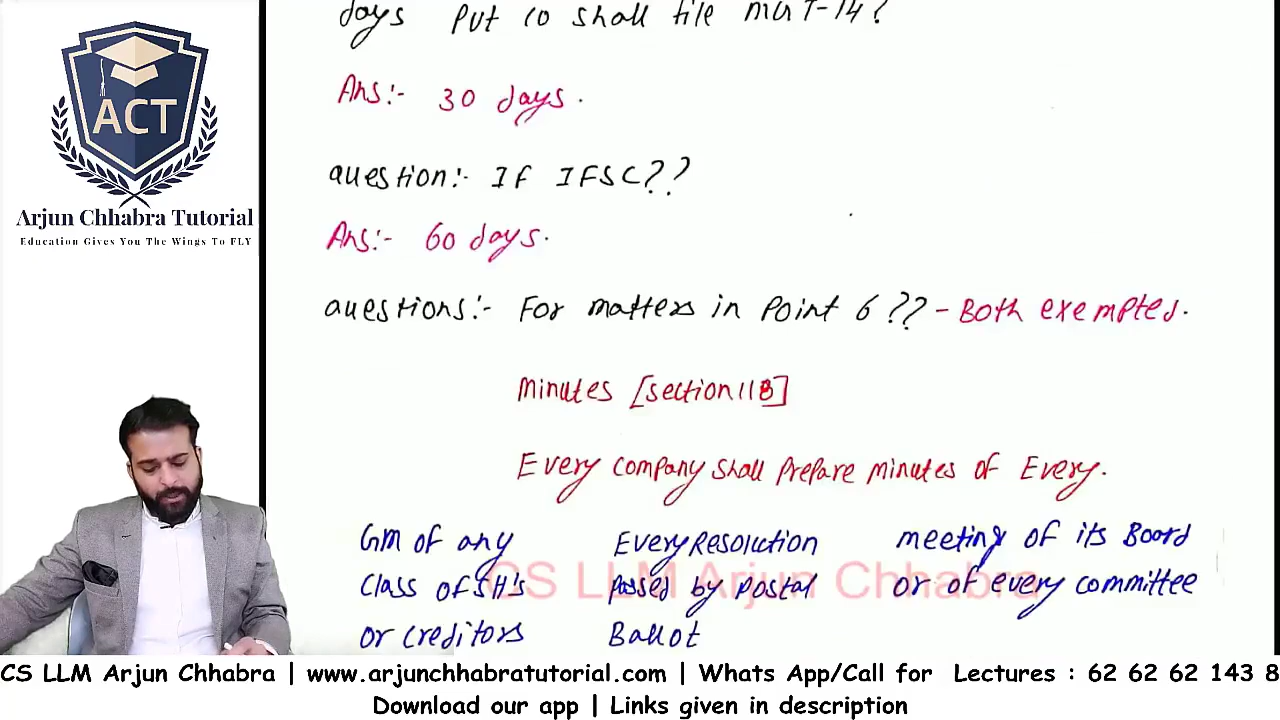 days Put co shall file MGT-14?
ACT
Ans:- 30 days.
Question:- If IFSC??
Arjun Chhabra Tutorial
Education Gives You The Wings To FLY
Ans:- 60 days.
Questions:- For matters in Point 6?? - Both exempted.
Minutes [section 118]
Every company shall Prepare minutes of Every.
GM of any Every Resolution meeting of its Board
Class of SH's Passed by Postal or of every committee
or creditors Ballot
CS LLM Arjun Chhabra
CS LLM Arjun Chhabra | www.arjunchhabratutorial.com | Whats App/Call for Lectures : 62 62 62 143 8
Download our app | Links given in description